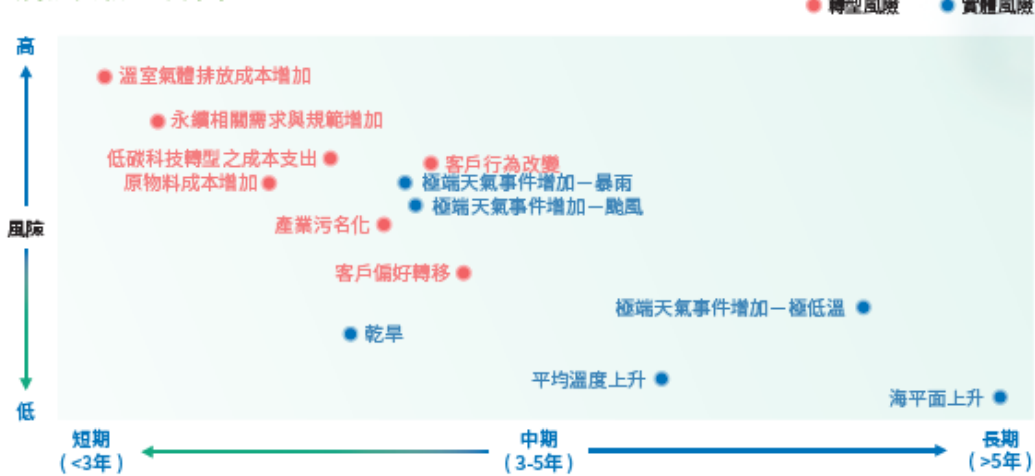 轉型風險
實體風險
高
溫室氣體排放成本增加
永續相關需求與規範增加
低碳科技轉型之成本支出
客戶行為改變
原物料成本增加
極端天氣事件增加－暴雨
極端天氣事件增加－颱風
產業污名化
風險
客戶偏好轉移
極端天氣事件增加－極低溫
乾旱
平均溫度上升
海平面上升
低
短期
(<3年)
中期
(3-5年)
長期
(>5年)